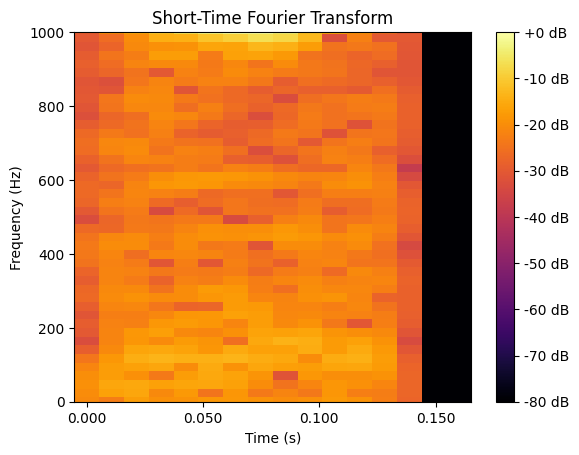 Short-Time Fourier Transform
1000
800
600
400
200
0
Frequency (Hz)
0.000
0.050
0.100
0.150
Time (s)
+0 dB
-10 dB
-20 dB
-30 dB
-40 dB
-50 dB
-60 dB
-70 dB
-80 dB